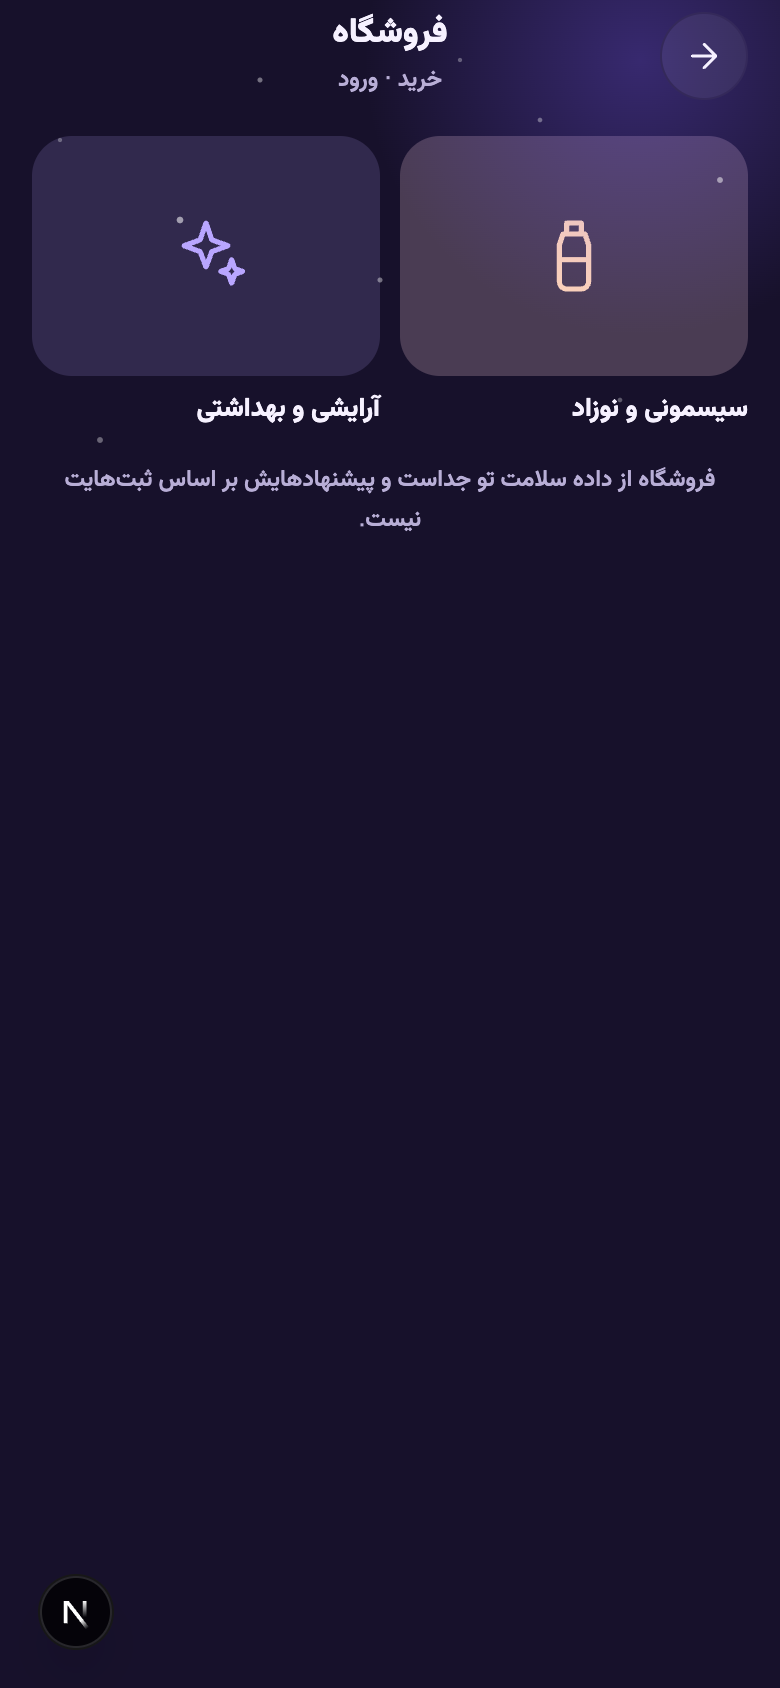 فروشگاه
خرید · ورود
سیسمونی و نوزاد
آرایشی و بهداشتی
فروشگاه از داده سلامت تو جداست و پیشنهادهایش بر اساس ثبت‌هایت
نیست.
N